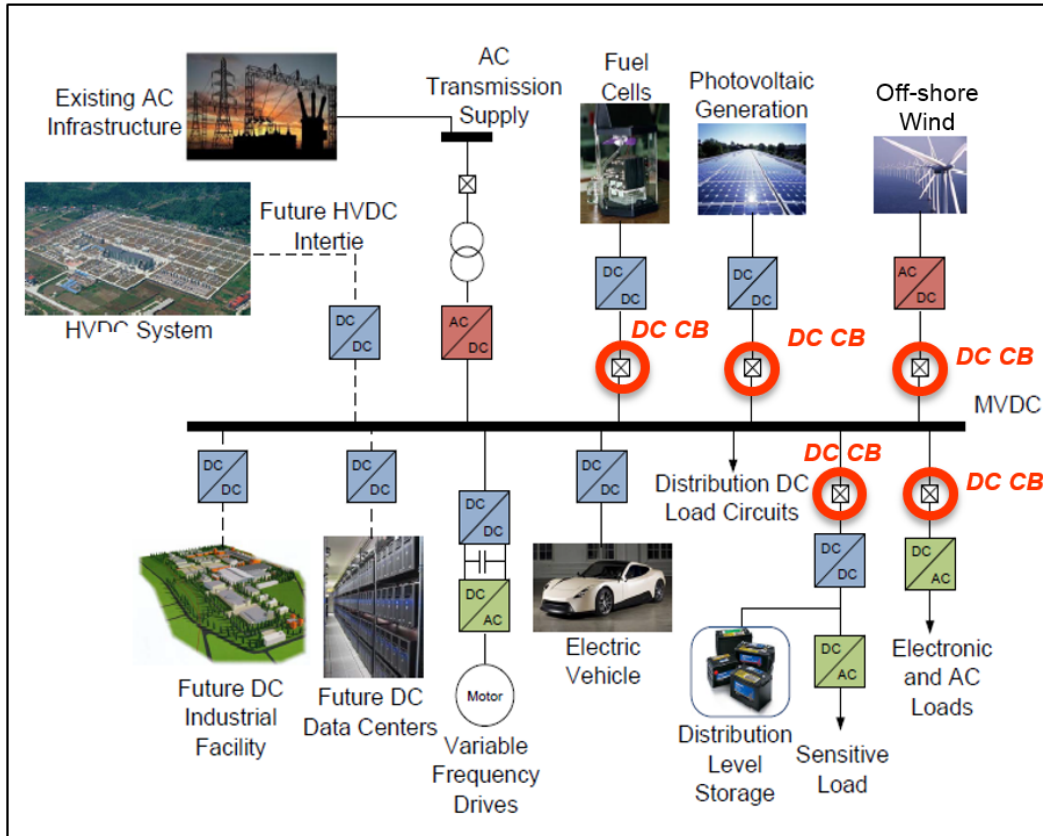 Existing AC
Infrastructure
AC
Transmission
Supply
Fuel
Cells
Photovoltaic
Generation
Off-shore
Wind
Future HVDC
Intertie
HVDC System
DC
DC
AC
DC
DC
DC
DC
DC
AC
DC
DC CB
DC CB
DC CB
MVDC
DC
DC
DC
DC
DC
DC
DC
DC
Distribution DC
Load Circuits
DC CB
DC CB
DC
DC
DC
AC
DC
AC
DC
AC
Future DC
Industrial
Facility
Future DC
Data Centers
Motor
Variable
Frequency
Drives
Electric
Vehicle
Distribution
Level
Storage
Sensitive
Load
Electronic
and AC
Loads